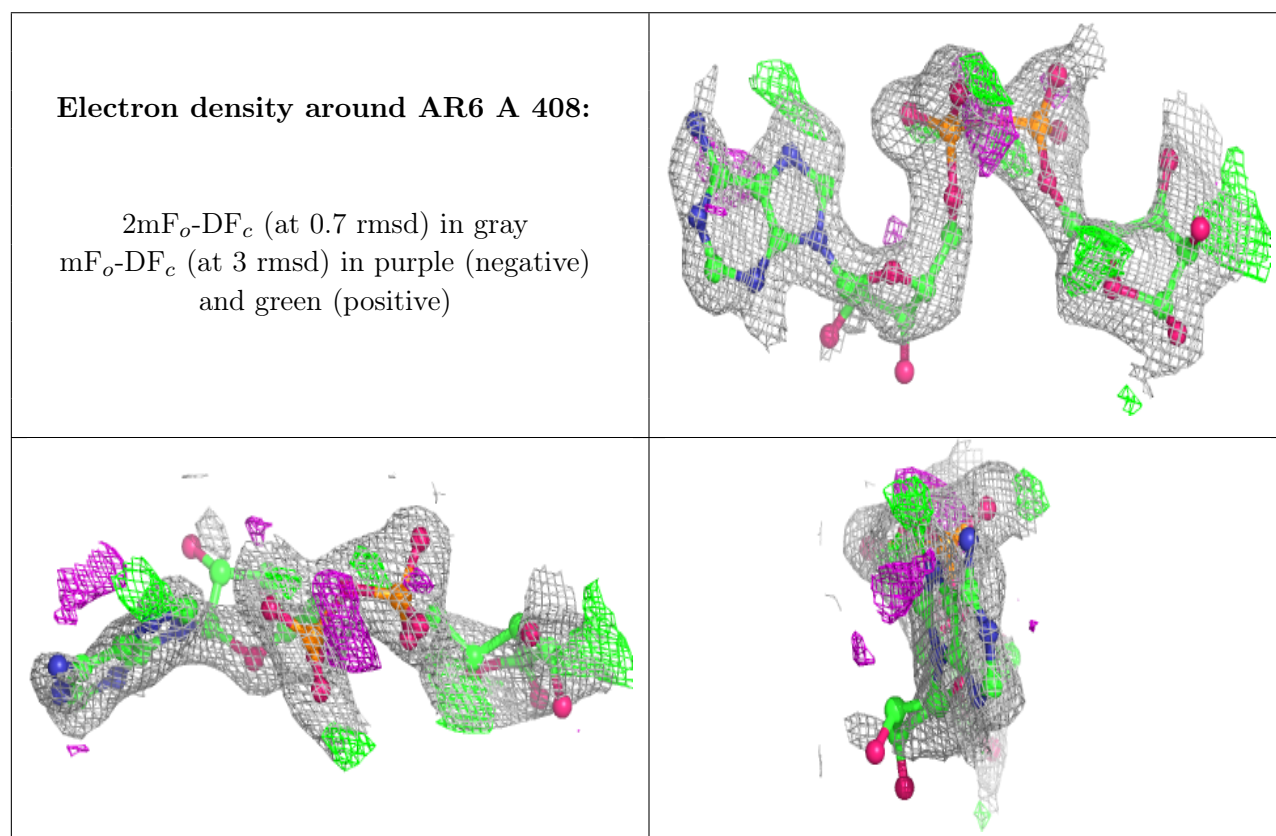 Electron density around AR6 A 408:
2mFo-DFc (at 0.7 rmsd) in gray
mFo-DFc (at 3 rmsd) in purple (negative)
and green (positive)